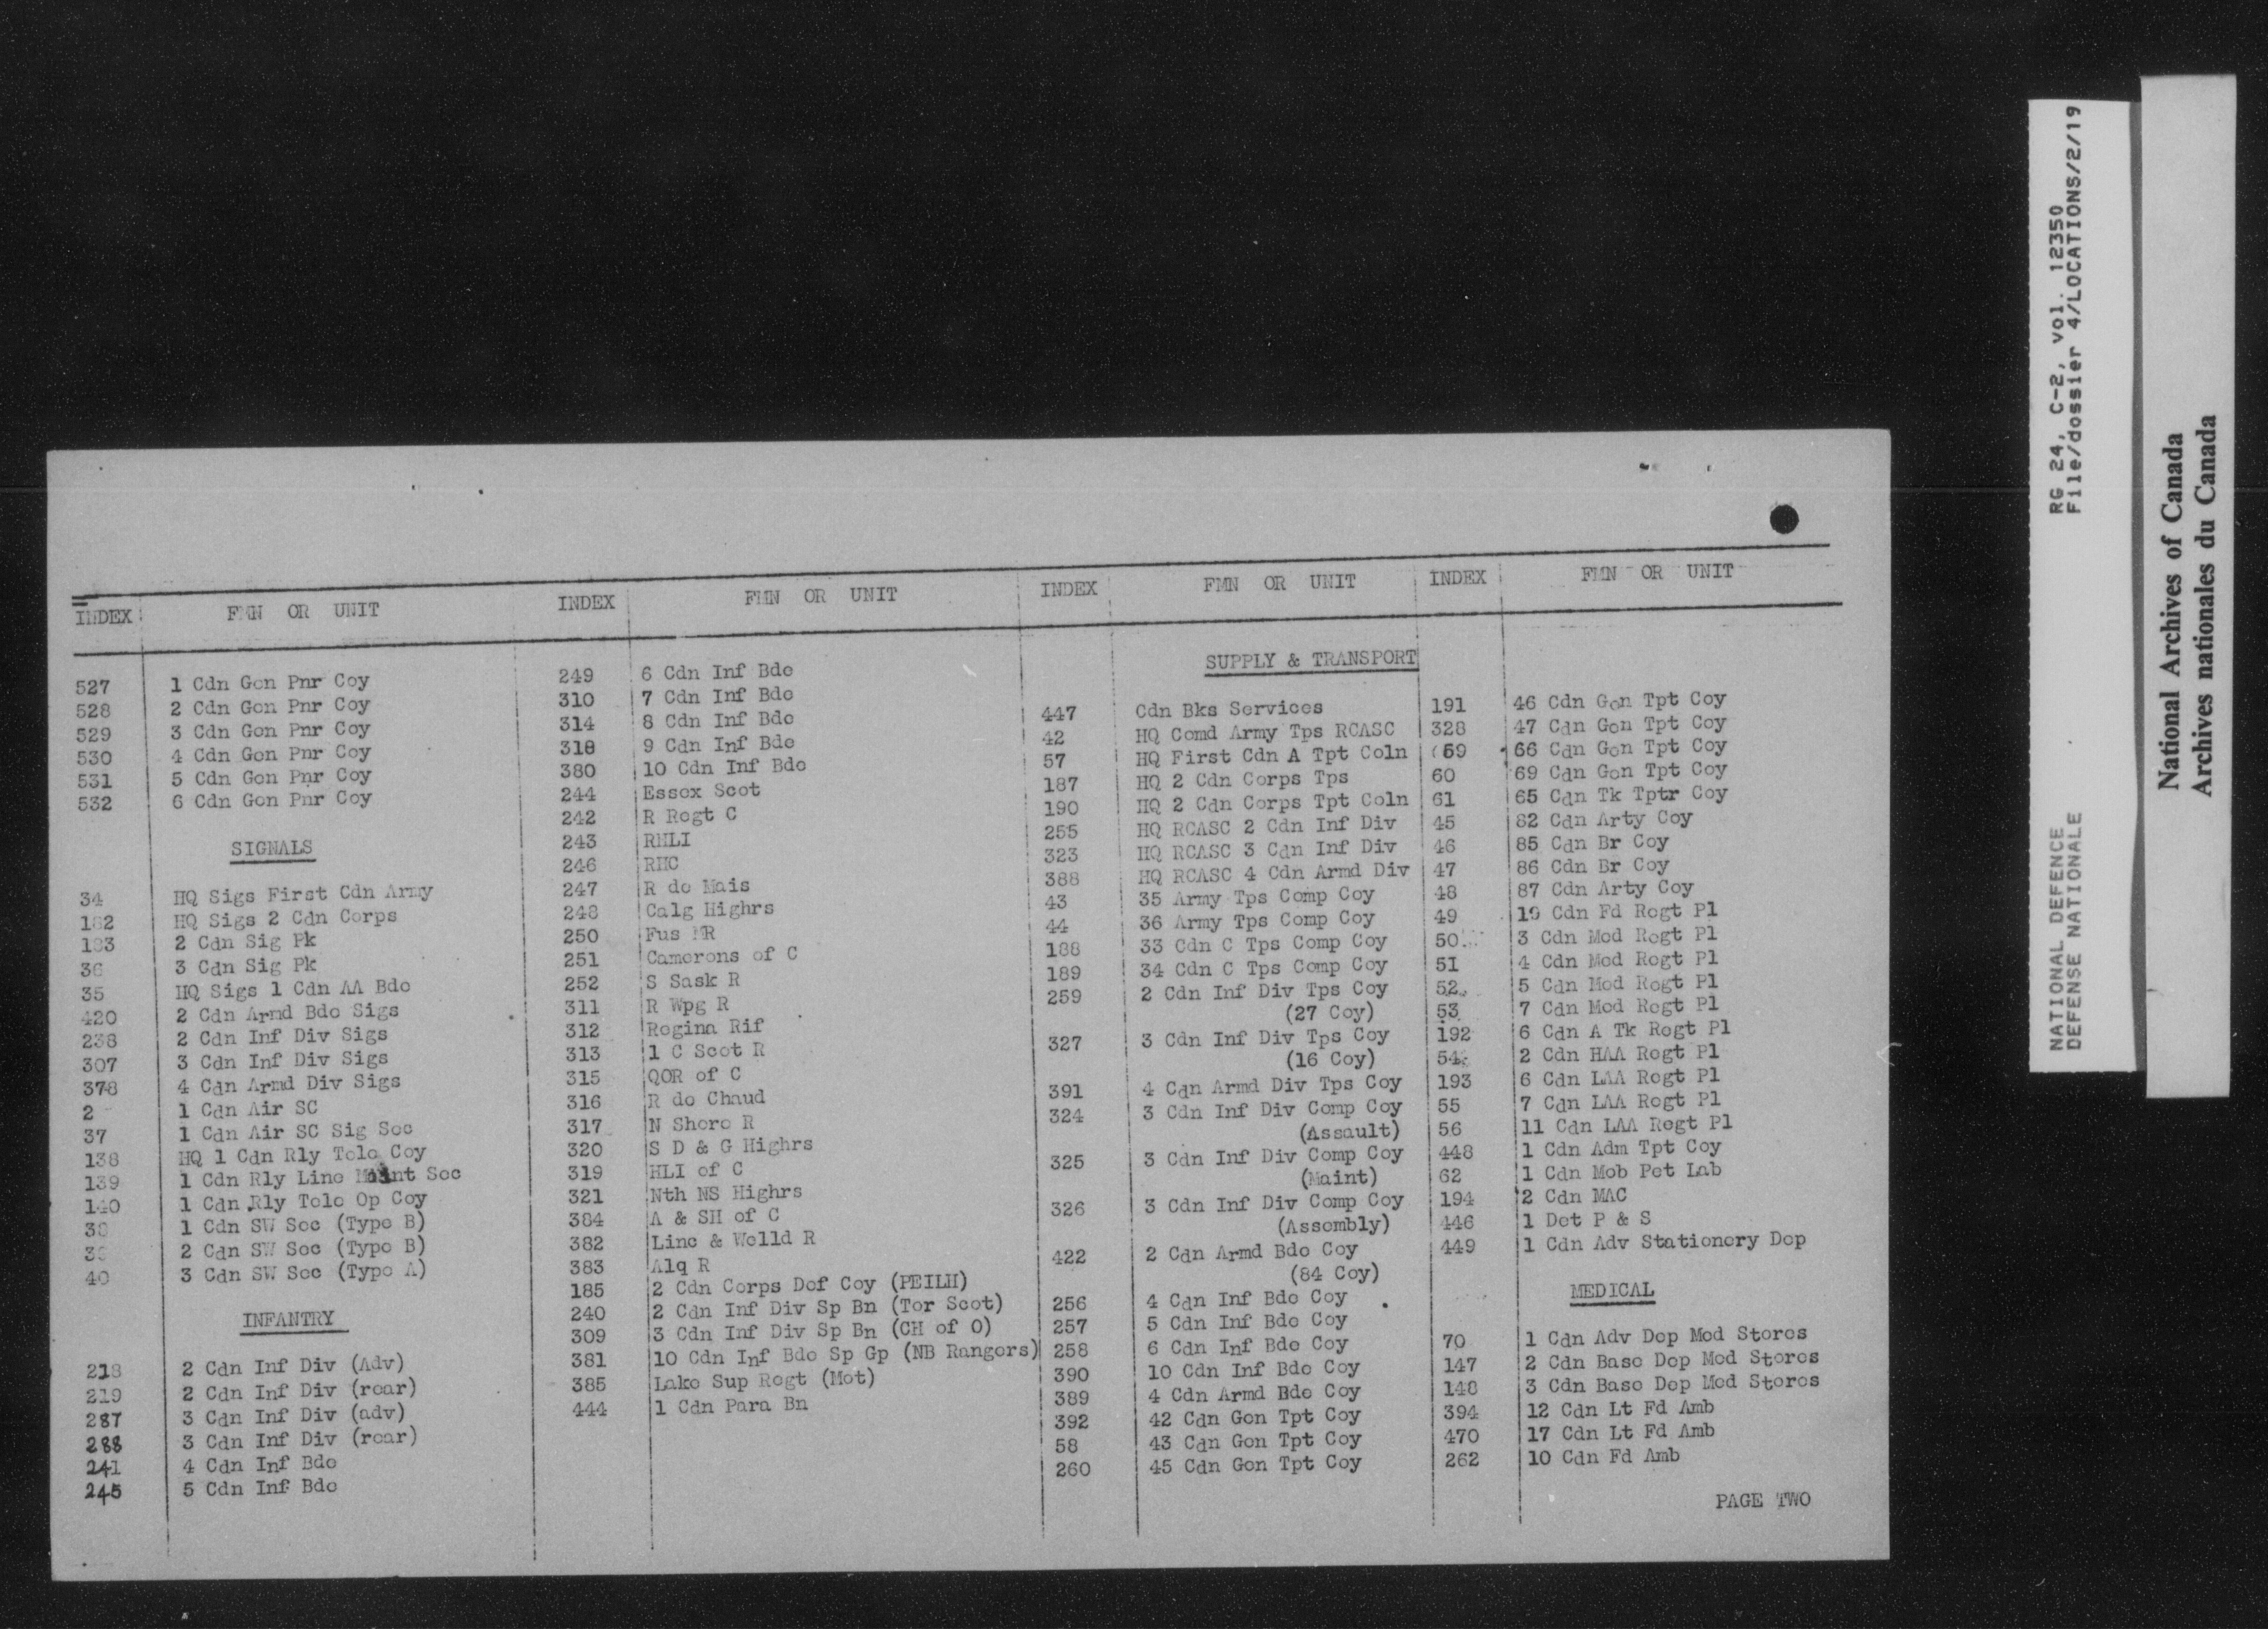 INDEX FMN OR UNIT
527 1 Cdn Gen Pnr Coy
528 2 Cdn Gen Pnr Coy
529 3 Cdn Gen Pnr Coy
530 4 Cdn Gen Pnr Coy
531 5 Cdn Gen Pnr Coy
532 6 Cdn Gen Pnr Coy
SIGNALS
34 HQ Sigs First Cdn Army
182 HQ Sigs 2 Cdn Corps
183 2 Cdn Sig Pk
36 3 Cdn Sig Pk
35 HQ Sigs 1 Cdn AA Bde
420 2 Cdn Armd Bde Sigs
238 2 Cdn Inf Div Sigs
307 3 Cdn Inf Div Sigs
378 4 Cdn Armd Div Sigs
2 1 Cdn Air SC
37 1 Cdn Air SC Sig Sec
138 HQ 1 Cdn Rly Tele Coy
139 1 Cdn Rly Line Maint Sec
140 1 Cdn Rly Tele Op Coy
1 Cdn SW Sec (Type B)
2 Cdn SW Sec (Type B)
40 3 Cdn SW Sec (Type A)
INFANTRY
218 2 Cdn Inf Div (Adv)
219 2 Cdn Inf Div (rear)
287 3 Cdn Inf Div (adv)
288 3 Cdn Inf Div (rear)
241 4 Cdn Inf Bde
245 5 Cdn Inf Bde
INDEX FMN OR UNIT
249 6 Cdn Inf Bde
310 7 Cdn Inf Bde
314 8 Cdn Inf Bde
318 9 Cdn Inf Bde
380 10 Cdn Inf Bde
244 Essex Scot
242 R Regt C
243 RHLI
246 RHC
247 R de Mais
248 Calg Highrs
250 Fus MR
251 Camerons of C
252 S Sask R
311 R Wpg R
312 Regina Rif
313 1 C Scot R
315 QOR of C
316 R de Chaud
317 N Shore R
320 S D & G Highrs
319 HLI of C
321 Nth NS Highrs
384 A & SH of C
382 Linc & Welld R
383 Alq R
185 2 Cdn Corps Def Coy (PEILH)
240 2 Cdn Inf Div Sp Bn (Tor Scot)
309 3 Cdn Inf Div Sp Bn (CH of O)
381 10 Cdn Inf Bde Sp Gp (NB Rangers)
385 Lake Sup Regt (Mot)
444 1 Cdn Para Bn
INDEX FMN OR UNIT
SUPPLY & TRANSPORT
447 Cdn Bks Services
42 HQ Comd Army Tps RCASC
57 HQ First Cdn A Tpt Coln
187 HQ 2 Cdn Corps Tps
190 HQ 2 Cdn Corps Tpt Coln
255 HQ RCASC 2 Cdn Inf Div
323 HQ RCASC 3 Cdn Inf Div
388 HQ RCASC 4 Cdn Armd Div
43 35 Army Tps Comp Coy
44 36 Army Tps Comp Coy
188 33 Cdn C Tps Comp Coy
189 34 Cdn C Tps Comp Coy
259 2 Cdn Inf Div Tps Coy
(27 Coy)
327 3 Cdn Inf Div Tps Coy
(16 Coy)
391 4 Cdn Armd Div Tps Coy
324 3 Cdn Inf Div Comp Coy
(Assault)
325 3 Cdn Inf Div Comp Coy
(Maint)
326 3 Cdn Inf Div Comp Coy
(Assembly)
422 2 Cdn Armd Bde Coy
(84 Coy)
256 4 Cdn Inf Bde Coy
257 5 Cdn Inf Bde Coy
258 6 Cdn Inf Bde Coy
390 10 Cdn Inf Bde Coy
389 4 Cdn Armd Bde Coy
392 42 Cdn Gen Tpt Coy
58 43 Cdn Gen Tpt Coy
260 45 Cdn Gen Tpt Coy
INDEX FMN OR UNIT
191 46 Cdn Gen Tpt Coy
328 47 Cdn Gen Tpt Coy
66 Cdn Gen Tpt Coy
60 69 Cdn Gen Tpt Coy
61 65 Cdn Tk Tptr Coy
45 82 Cdn Arty Coy
46 85 Cdn Br Coy
47 86 Cdn Br Coy
48 87 Cdn Arty Coy
49 19 Cdn Fd Regt Pl
50 3 Cdn Med Regt Pl
51 4 Cdn Med Regt Pl
52 5 Cdn Med Regt Pl
53 7 Cdn Med Regt Pl
192 6 Cdn A Tk Regt Pl
54 2 Cdn HAA Regt Pl
193 6 Cdn LAA Regt Pl
55 7 Cdn LAA Regt Pl
56 11 Cdn LAA Regt Pl
448 1 Cdn Adm Tpt Coy
62 1 Cdn Mob Pet Lab
194 2 Cdn MAC
446 1 Det P & S
449 1 Cdn Adv Stationery Dep
MEDICAL
70 1 Cdn Adv Dep Med Stores
147 2 Cdn Base Dep Med Stores
148 3 Cdn Base Dep Med Stores
394 12 Cdn Lt Fd Amb
470 17 Cdn Lt Fd Amb
262 10 Cdn Fd Amb
PAGE TWO
NATIONAL DEFENCE RG 24, C-2, vol. 12350
DEFENSE NATIONALE File/dossier 4/LOCATIONS/2/19
National Archives of Canada
Archives nationales du Canada